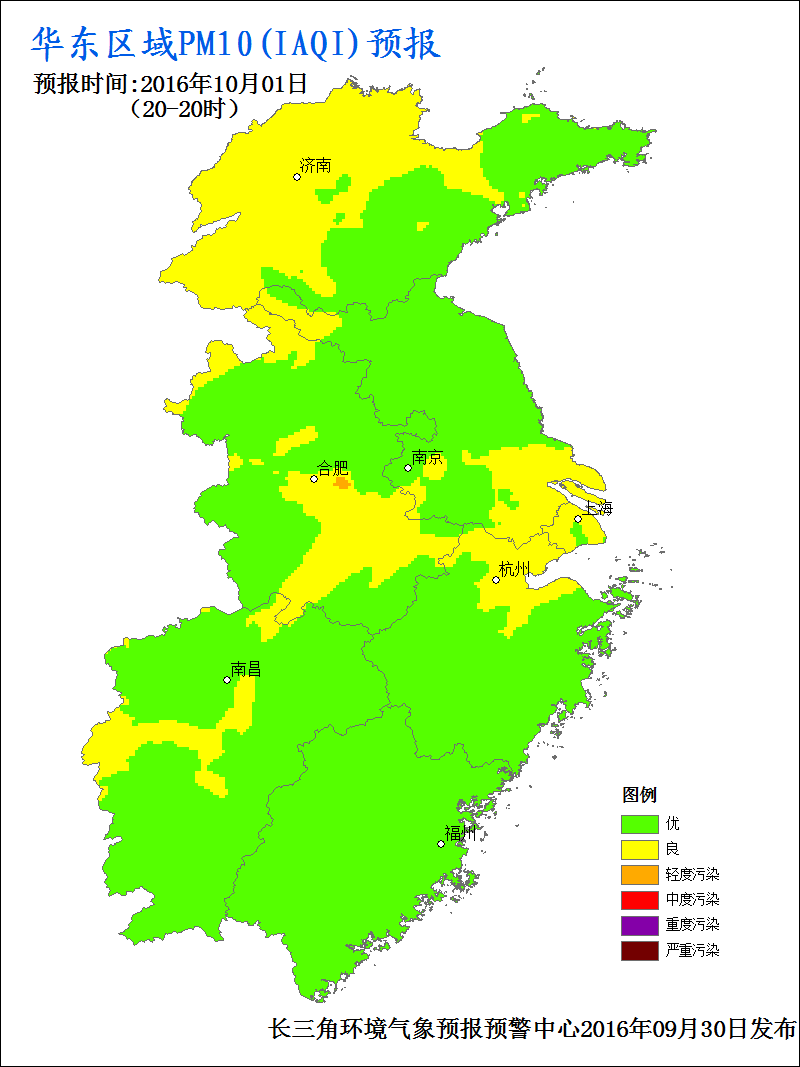 华东区域PM10(IAQI)预报
预报时间:2016年10月01日
（20-20时）
济南
南京
合肥
上海
杭州
南昌
福州
图例
优
良
轻度污染
中度污染
重度污染
严重污染
长三角环境气象预报预警中心2016年09月30日发布